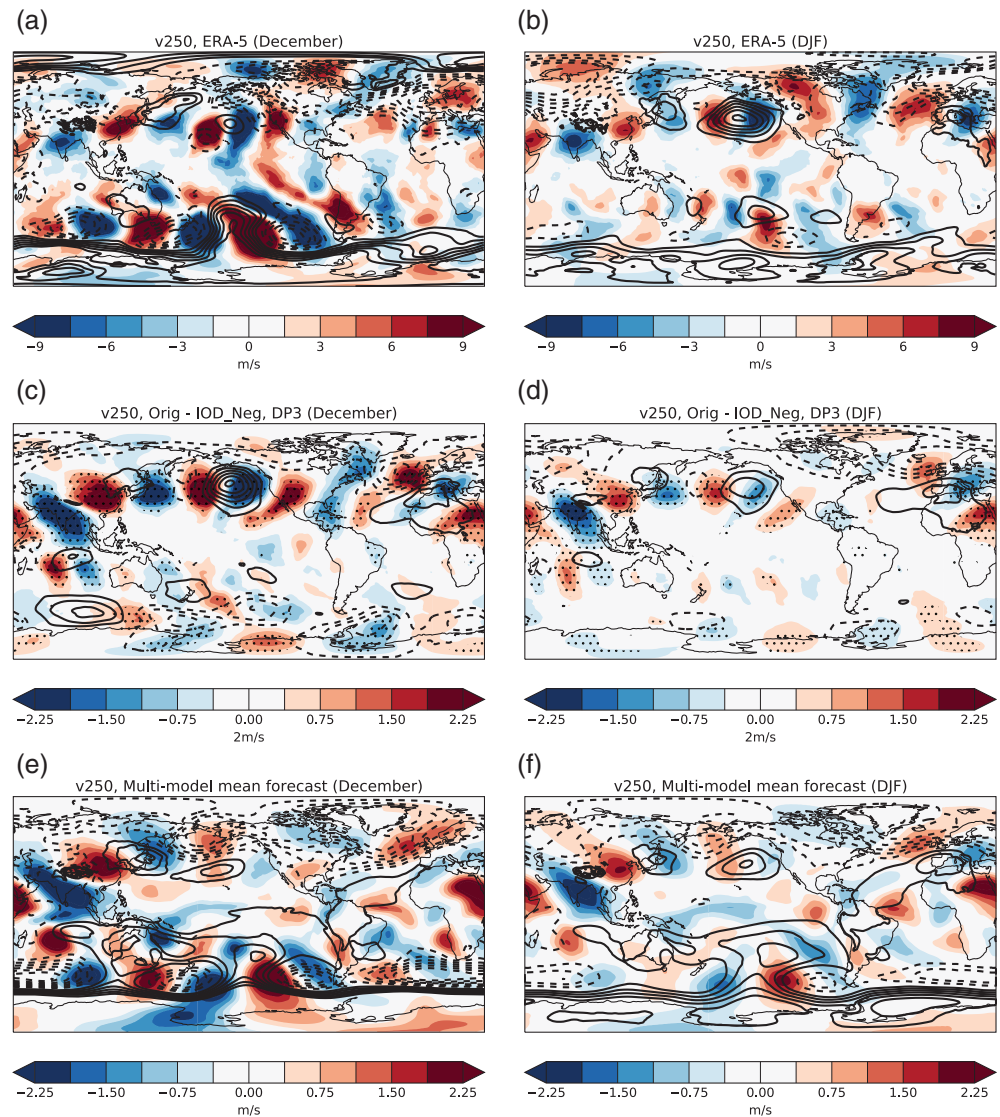 (a)
(b)
v250, ERA-5 (December)
v250, ERA-5 (DJF)
−9 −6 −3 0 3 6 9
m/s
−9 −6 −3 0 3 6 9
m/s
(c)
(d)
v250, Orig - IOD_Neg, DP3 (December)
v250, Orig - IOD_Neg, DP3 (DJF)
−2.25 −1.50 −0.75 0.00 0.75 1.50 2.25
2m/s
−2.25 −1.50 −0.75 0.00 0.75 1.50 2.25
m/s
(e)
(f)
v250, Multi-model mean forecast (December)
v250, Multi-model mean forecast (DJF)
−2.25 −1.50 −0.75 0.00 0.75 1.50 2.25
m/s
−2.25 −1.50 −0.75 0.00 0.75 1.50 2.25
m/s